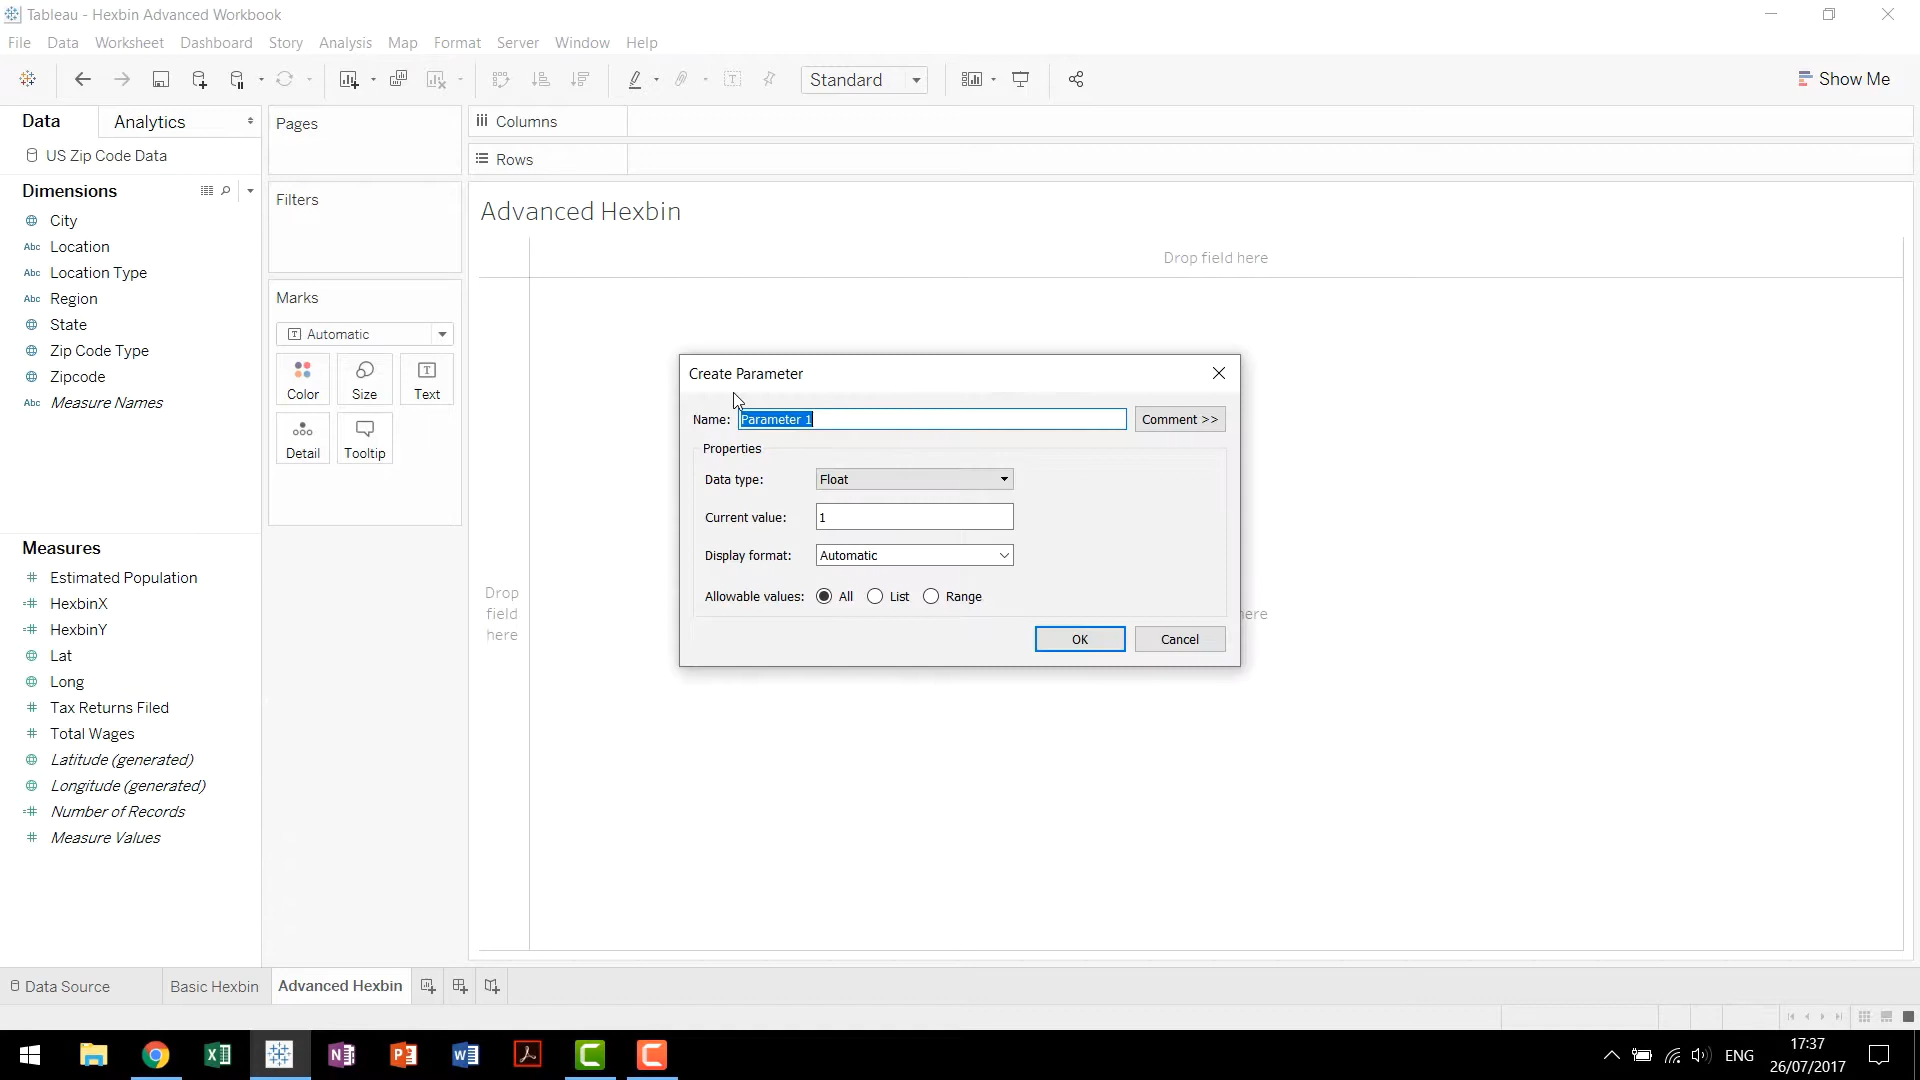 Tableau - Hexbin Advanced Workbook
File Data Worksheet Dashboard Story Analysis Map Format Server Window Help
Standard
Show Me
Data Analytics
US Zip Code Data
Dimensions
City
Abc Location
Abc Location Type
Abc Region
State
Zip Code Type
Zipcode
Abc Measure Names
Measures
Estimated Population
HexbinX
HexbinY
Lat
Long
Tax Returns Filed
Total Wages
Latitude (generated)
Longitude (generated)
Number of Records
Measure Values
Pages
Filters
Marks
Automatic
Color Size Text
Detail Tooltip
Columns
Rows
Advanced Hexbin
Drop field here
Drop
field
here
here
Create Parameter
Name: Parameter 1 Comment >>
Properties
Data type: Float
Current value: 1
Display format: Automatic
Allowable values: All List Range
OK Cancel
Data Source Basic Hexbin Advanced Hexbin
ENG
17:37
26/07/2017